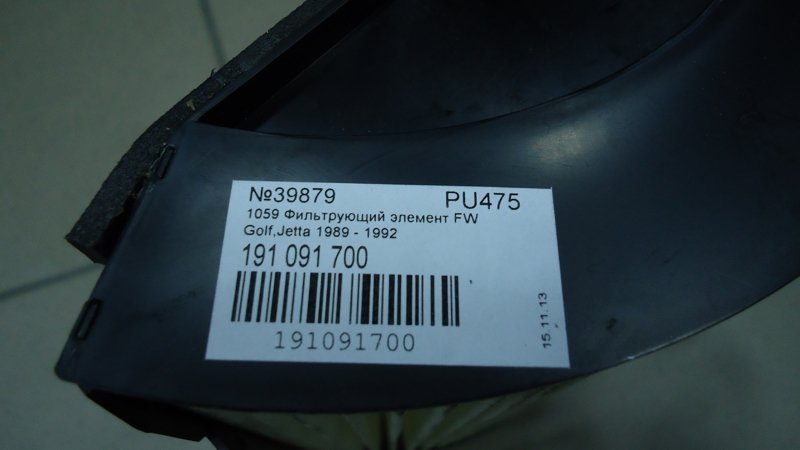 №39879 PU475
1059 Фильтрующий элемент FW
Golf,Jetta 1989 - 1992
191 091 700
191091700
15.11.13